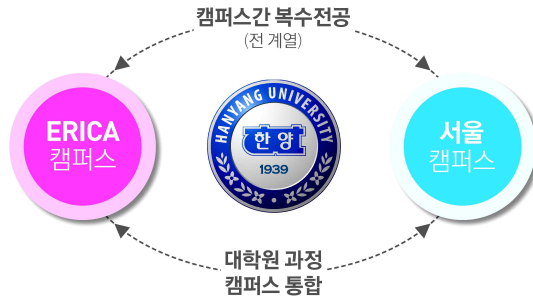 캠퍼스간 복수전공
(전 계열)
ERICA
캠퍼스
HANYANG UNIVERSITY
한양
1939
서울
캠퍼스
대학원 과정
캠퍼스 통합